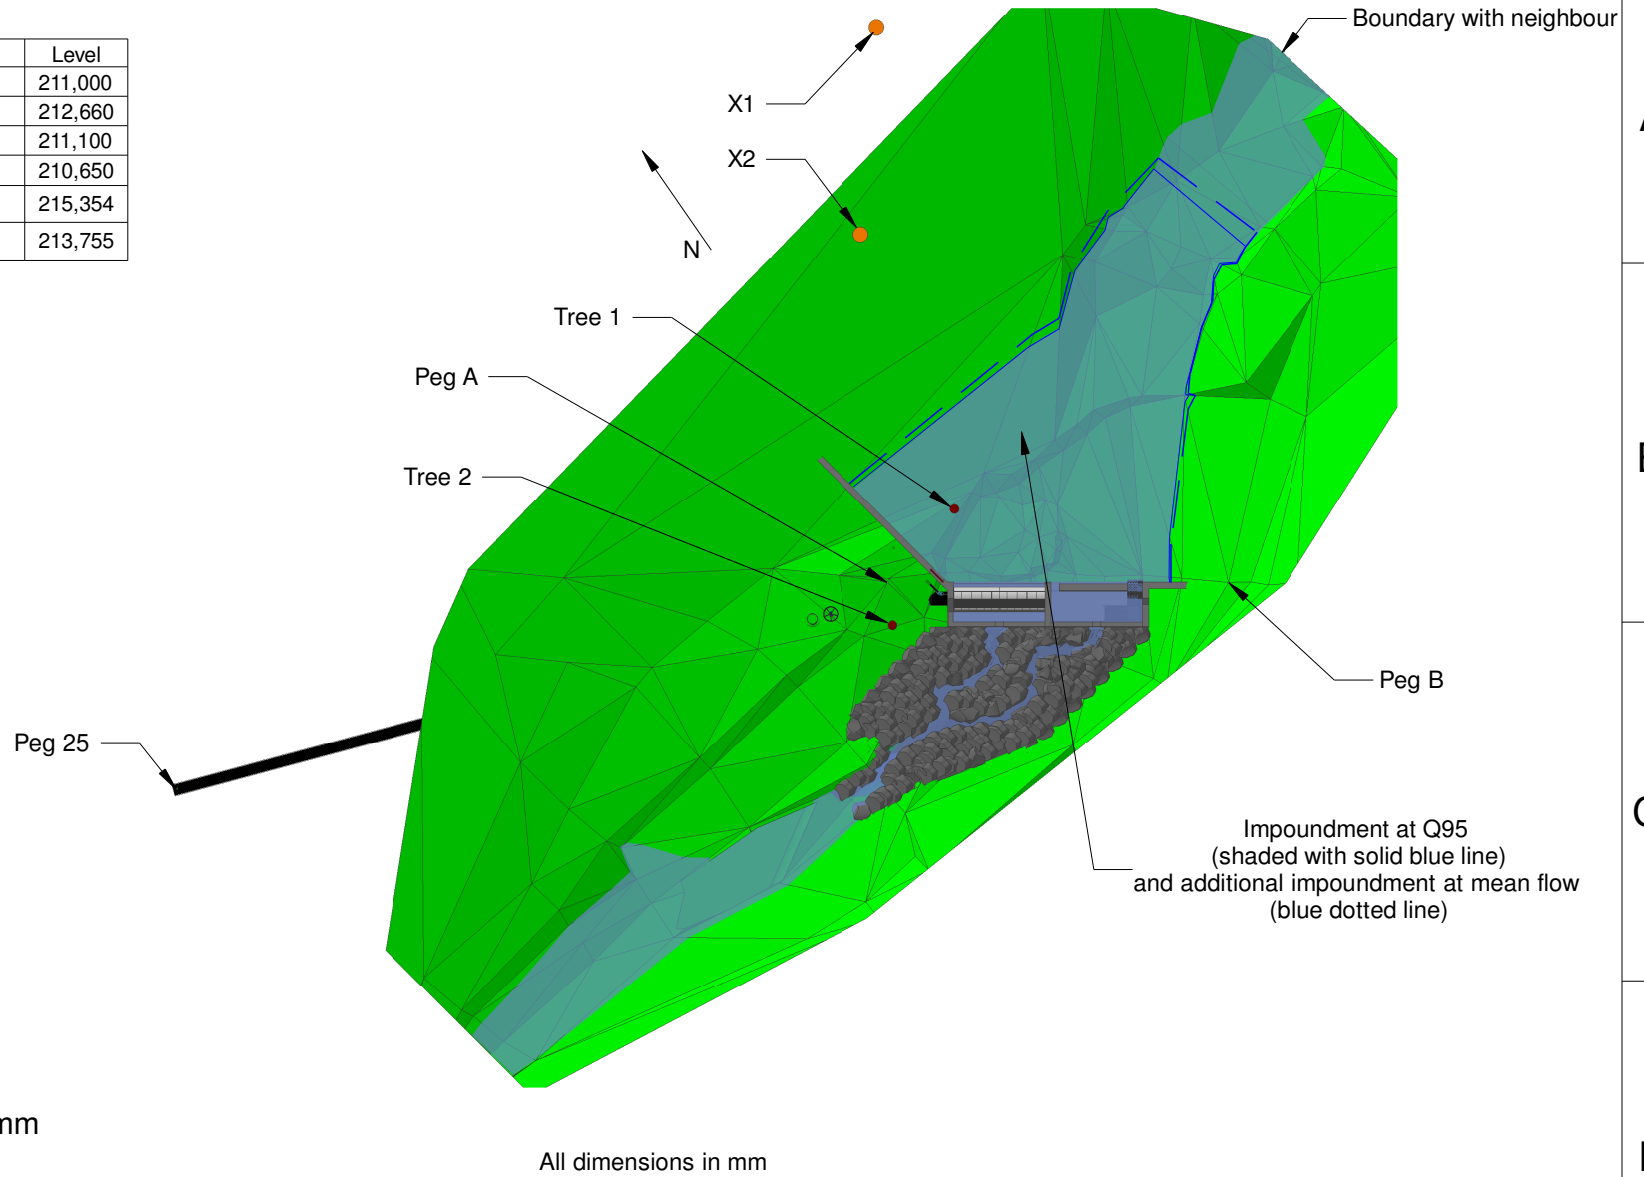 Level
211,000
212,660
211,100
210,650
215,354
213,755
Boundary with neighbour
X1
X2
N
Tree 1
Peg A
Tree 2
Peg B
Peg 25
Impoundment at Q95
(shaded with solid blue line)
and additional impoundment at mean flow
(blue dotted line)
mm
All dimensions in mm